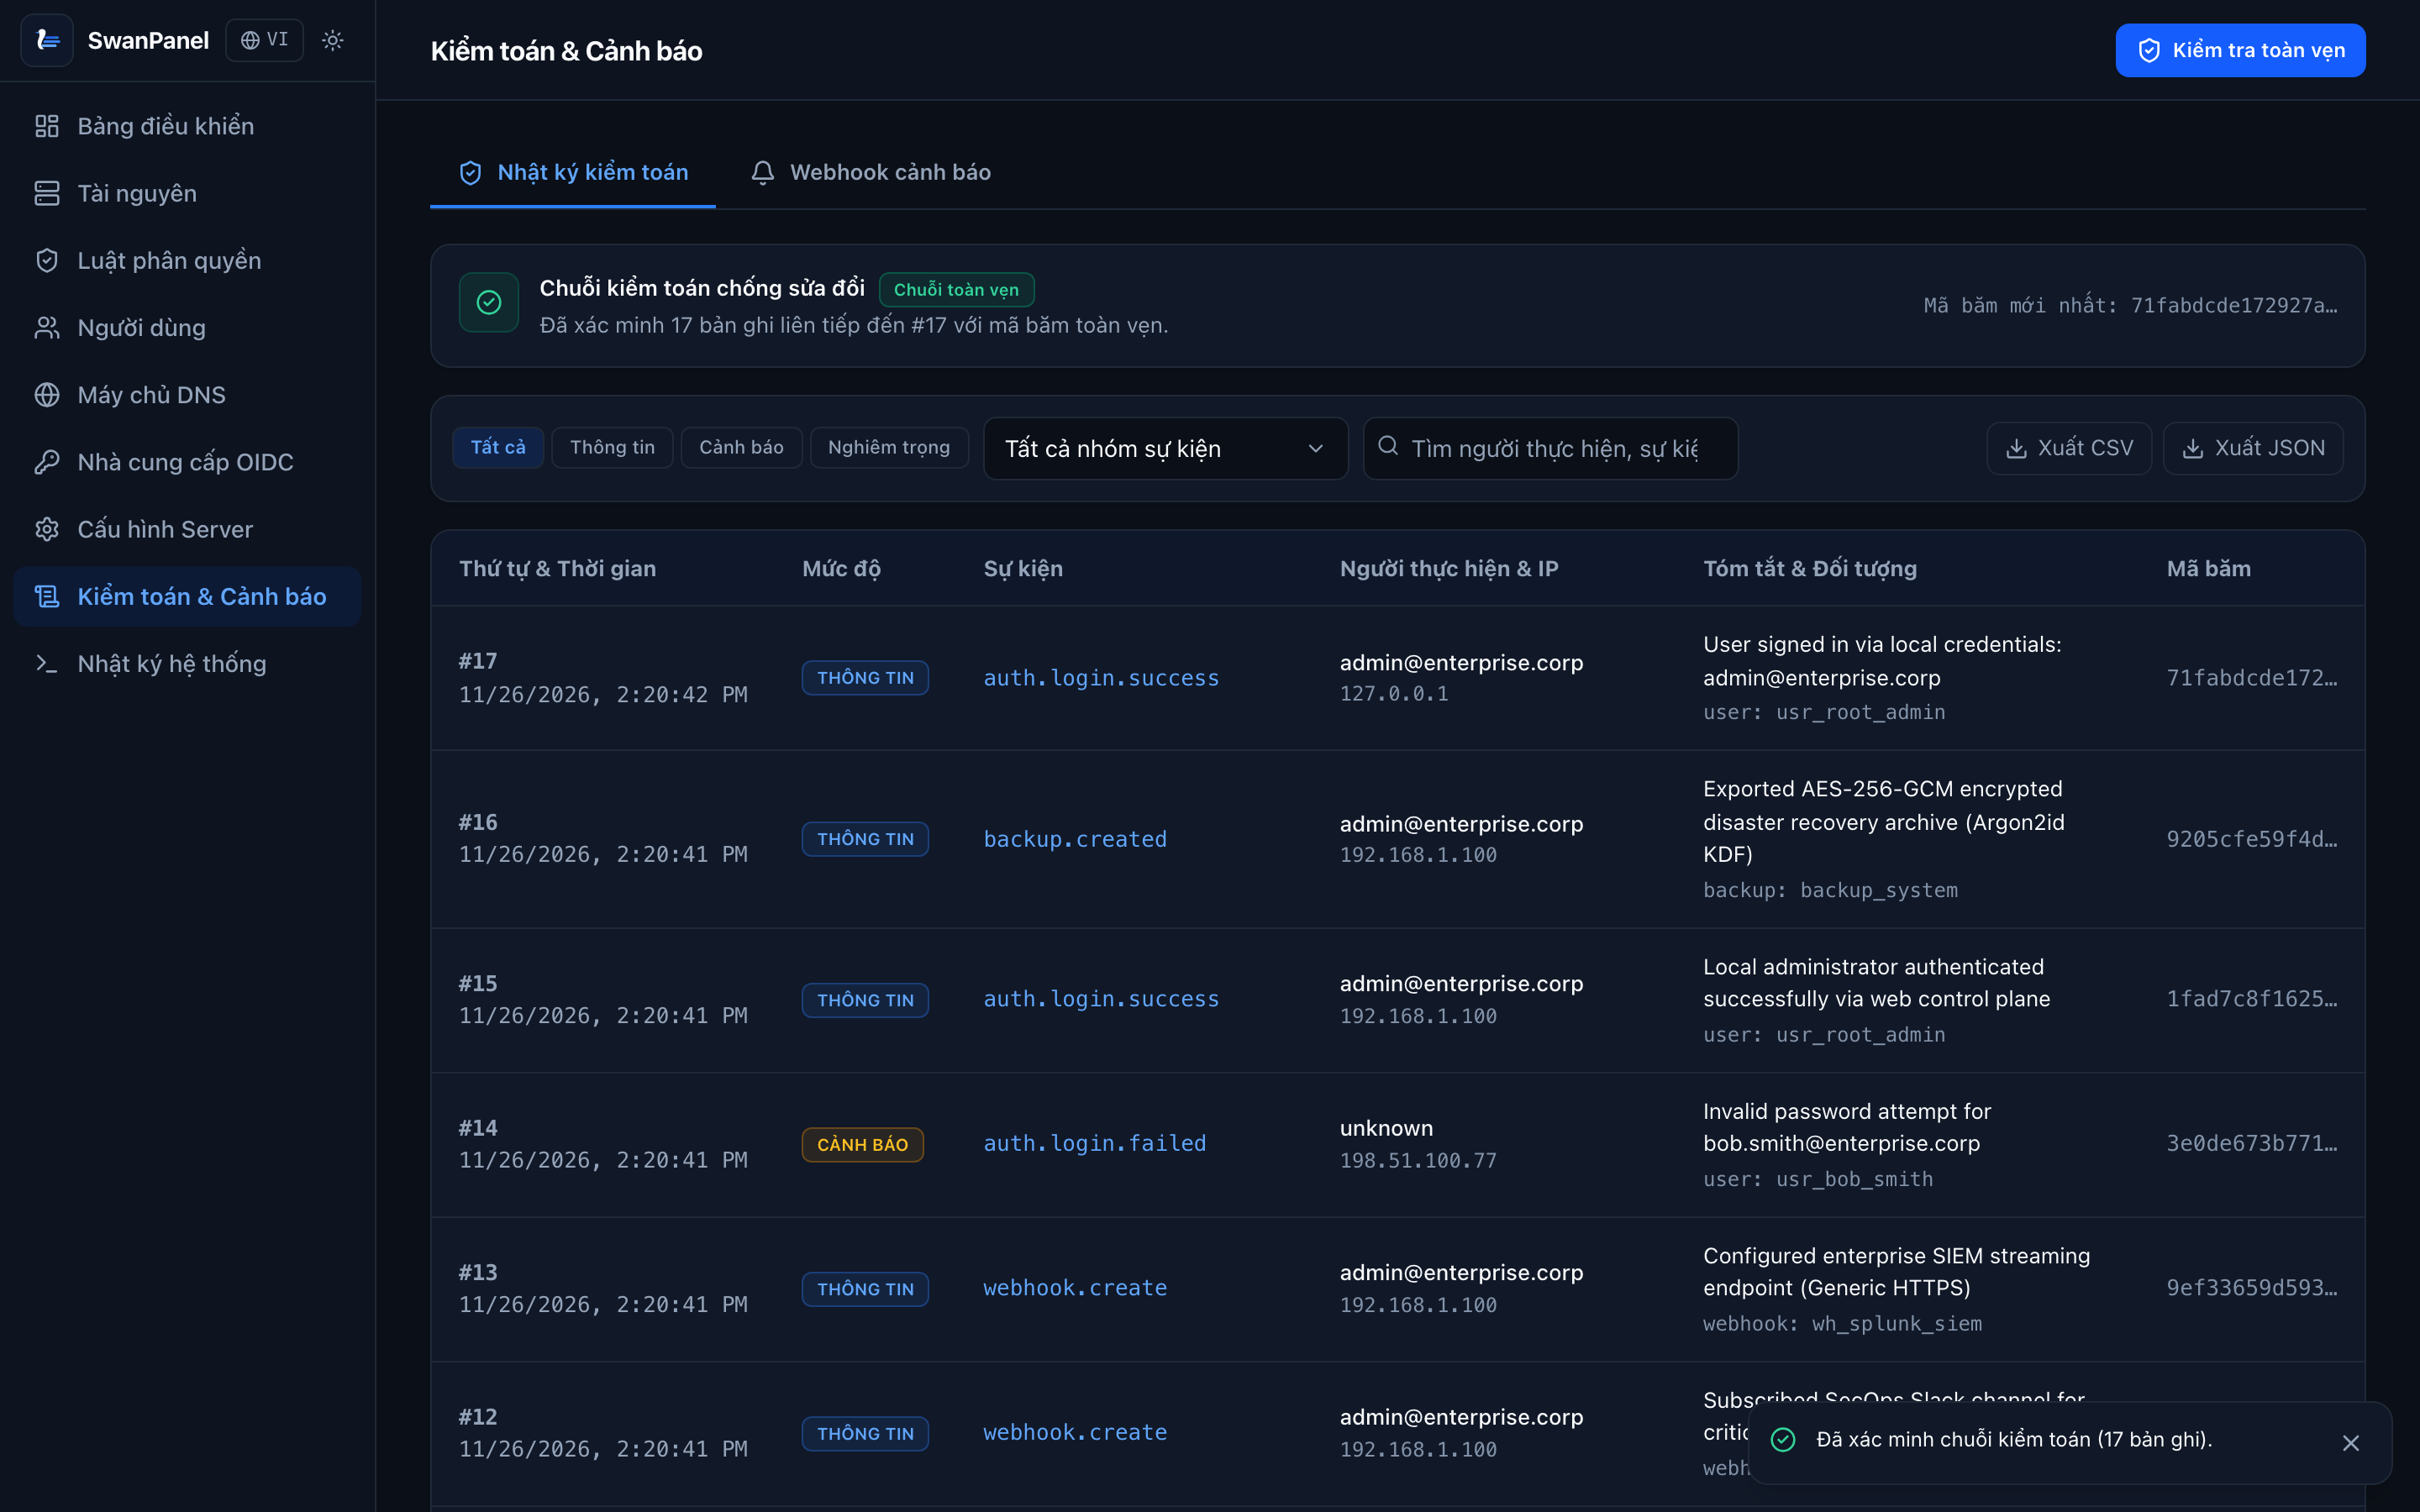 SwanPanel
VI
Bảng điều khiển
Tài nguyên
Luật phân quyền
Người dùng
Máy chủ DNS
Nhà cung cấp OIDC
Cấu hình Server
Kiểm toán & Cảnh báo
Nhật ký hệ thống
Kiểm toán & Cảnh báo
Kiểm tra toàn vẹn
Nhật ký kiểm toán
Webhook cảnh báo
Chuỗi kiểm toán chống sửa đổi
Chuỗi toàn vẹn
Đã xác minh 17 bản ghi liên tiếp đến #17 với mã băm toàn vẹn.
Mã băm mới nhất: 71fabdcde172927a…
Tất cả
Thông tin
Cảnh báo
Nghiêm trọng
Tất cả nhóm sự kiện
Tìm người thực hiện, sự kiệ
Xuất CSV
Xuất JSON
Thứ tự & Thời gian
Mức độ
Sự kiện
Người thực hiện & IP
Tóm tắt & Đối tượng
Mã băm
#17
11/26/2026, 2:20:42 PM
THÔNG TIN
auth.login.success
admin@enterprise.corp
127.0.0.1
User signed in via local credentials:
admin@enterprise.corp
user: usr_root_admin
71fabdcde172…
#16
11/26/2026, 2:20:41 PM
THÔNG TIN
backup.created
admin@enterprise.corp
192.168.1.100
Exported AES-256-GCM encrypted
disaster recovery archive (Argon2id
KDF)
backup: backup_system
9205cfe59f4d…
#15
11/26/2026, 2:20:41 PM
THÔNG TIN
auth.login.success
admin@enterprise.corp
192.168.1.100
Local administrator authenticated
successfully via web control plane
user: usr_root_admin
1fad7c8f1625…
#14
11/26/2026, 2:20:41 PM
CẢNH BÁO
auth.login.failed
unknown
198.51.100.77
Invalid password attempt for
bob.smith@enterprise.corp
user: usr_bob_smith
3e0de673b771…
#13
11/26/2026, 2:20:41 PM
THÔNG TIN
webhook.create
admin@enterprise.corp
192.168.1.100
Configured enterprise SIEM streaming
endpoint (Generic HTTPS)
webhook: wh_splunk_siem
9ef33659d593…
#12
11/26/2026, 2:20:41 PM
THÔNG TIN
webhook.create
admin@enterprise.corp
192.168.1.100
Subscribed SecOps Slack channel for
Đã xác minh chuỗi kiểm toán (17 bản ghi).